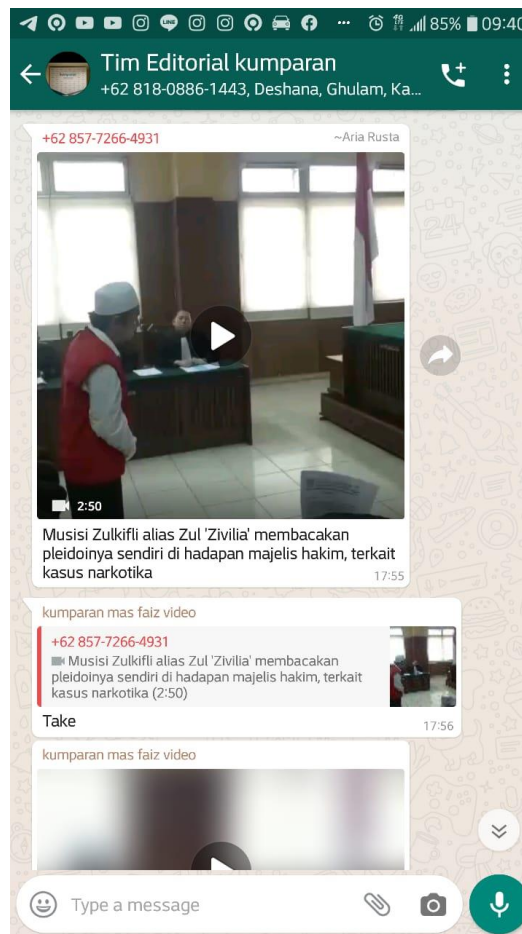 85% 09:40
Tim Editorial kumparan
+62 818-0886-1443, Deshana, Ghulam, Ka...
+62 857-7266-4931 ~Aria Rusta
2:50
Musisi Zulkifli alias Zul 'Zivilia' membacakan
pleidoinya sendiri di hadapan majelis hakim, terkait
kasus narkotika
17:55
kumparan mas faiz video
+62 857-7266-4931
Musisi Zulkifli alias Zul 'Zivilia' membacakan
pleidoinya sendiri di hadapan majelis hakim, terkait
kasus narkotika (2:50)
Take
17:56
kumparan mas faiz video
Type a message